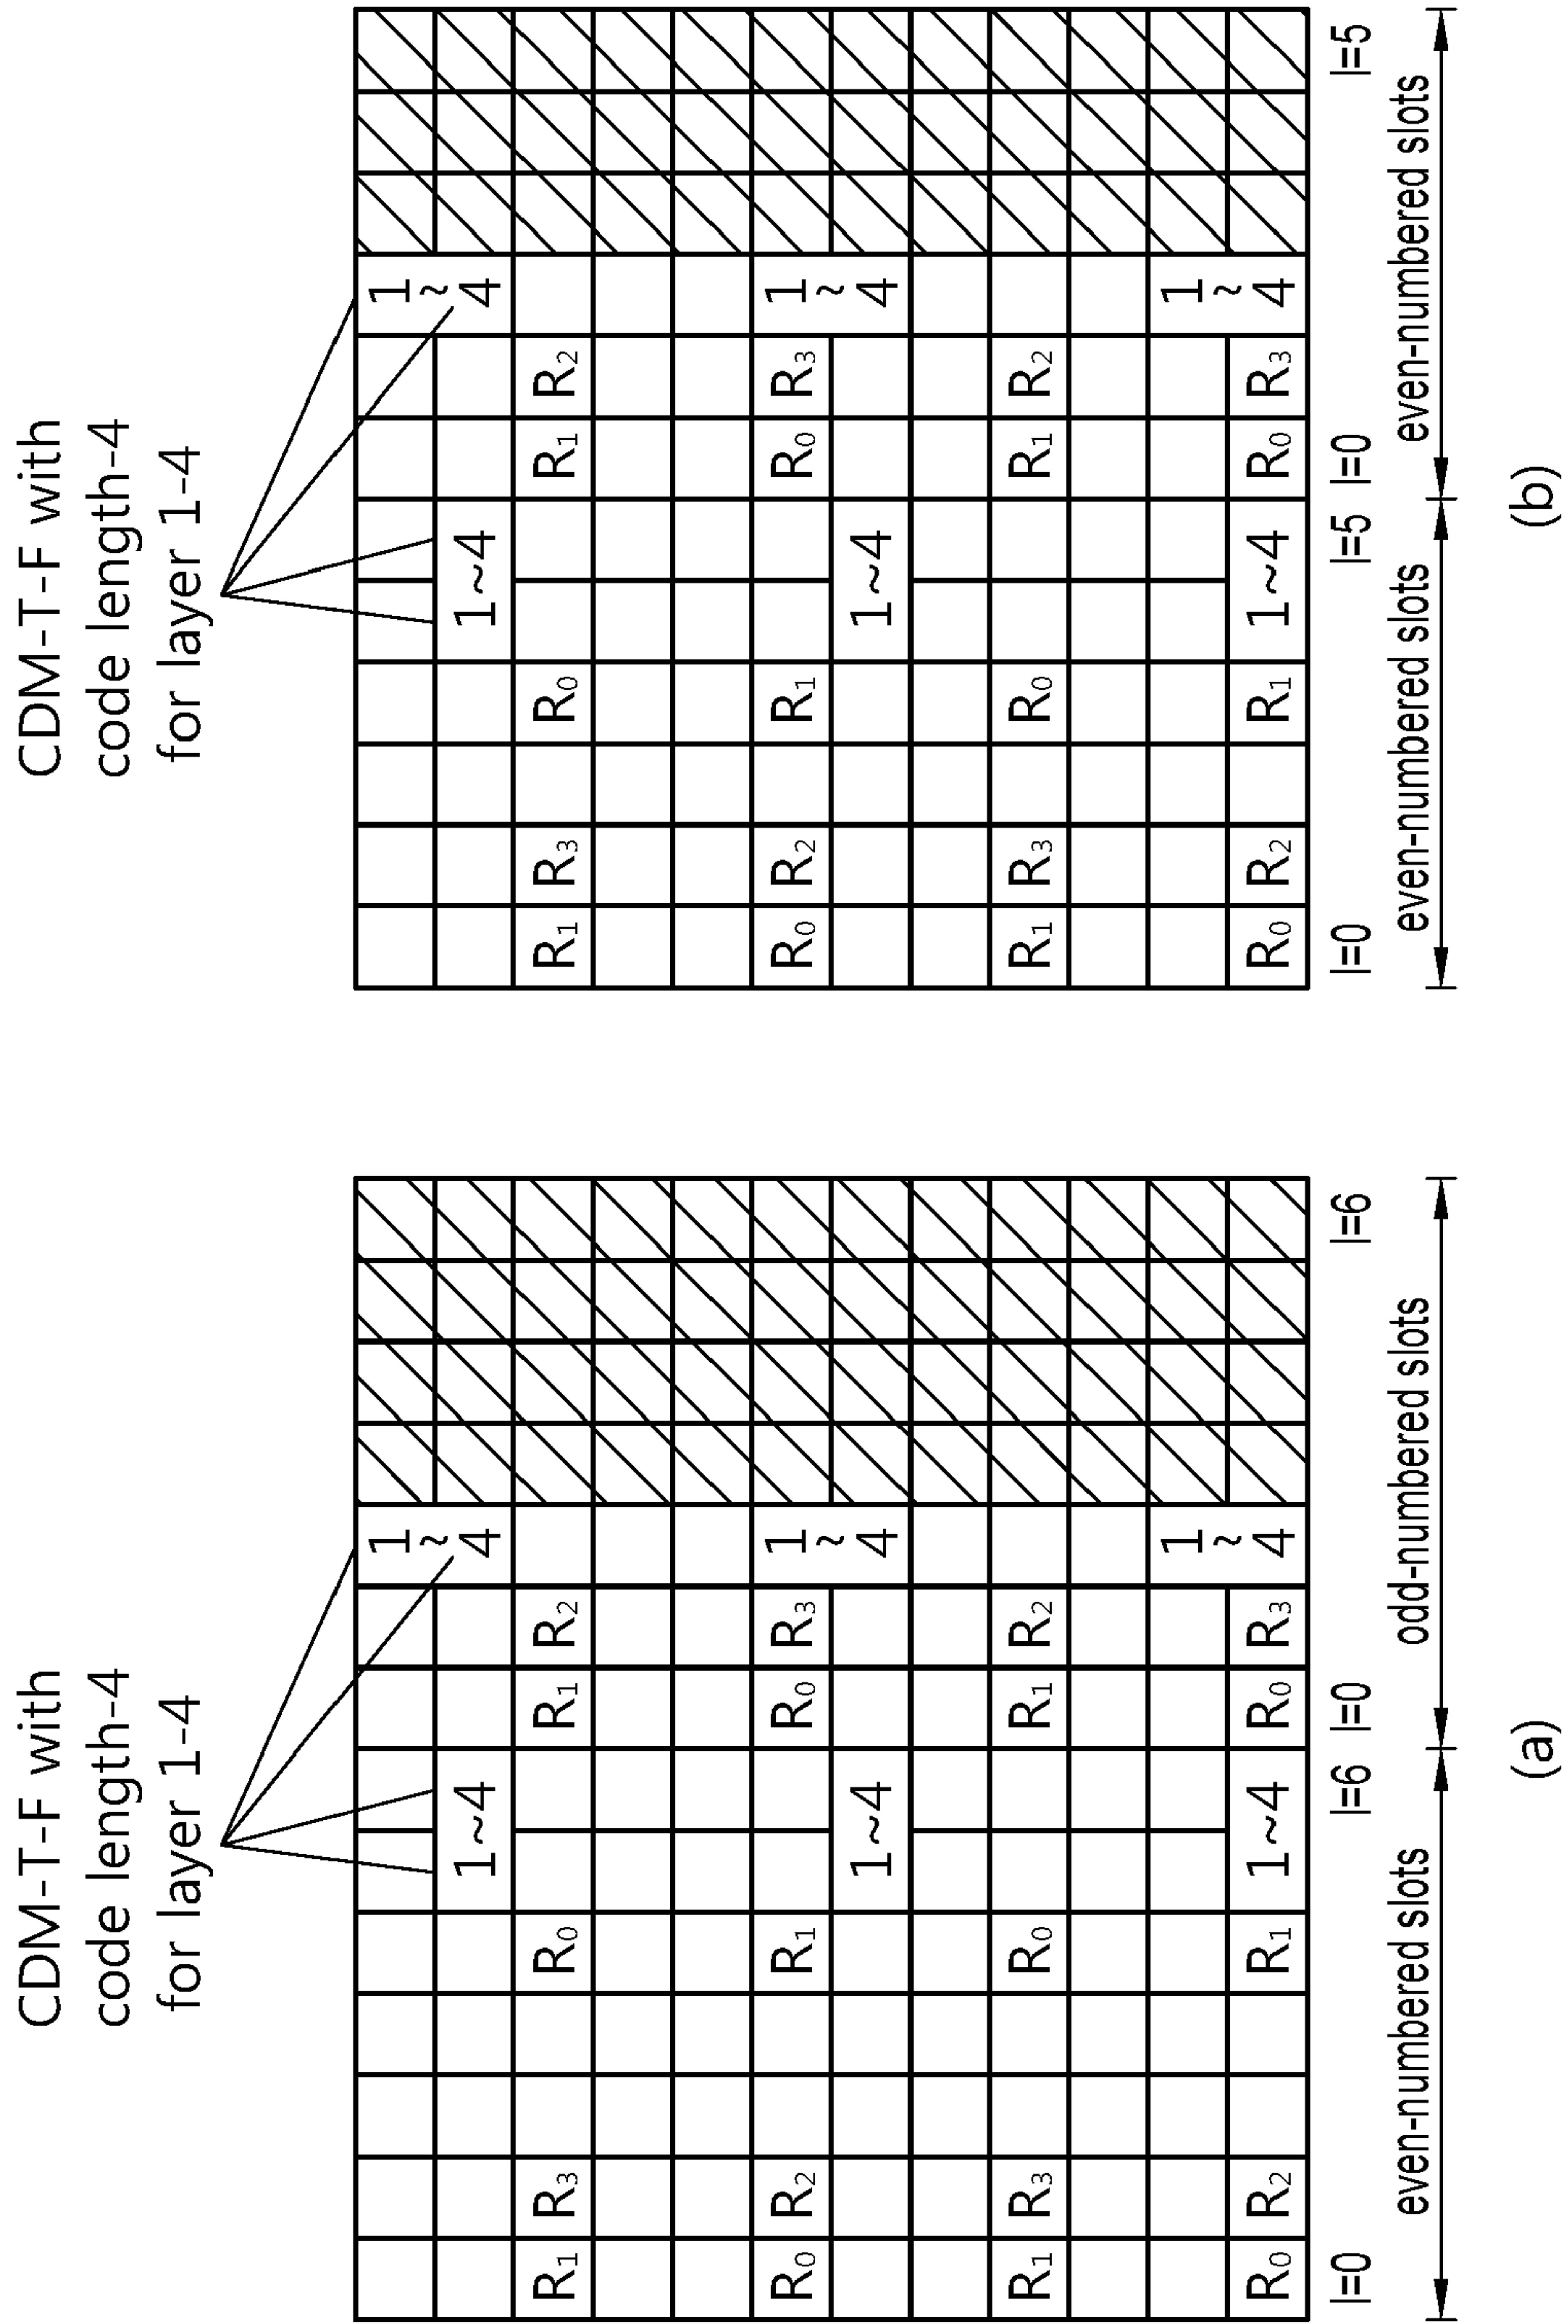 CDM-T-F with
code length-4
for layer 1-4
1
~
1~4 4
R1 R3 R0 R1 R2
R0 R2 R1 R0 R3 1
~
1~4 4
R1 R3 R0 R1 R2
1
~
R0 R2 R1 1~4 R0 R3 4
l=0 l=6 l=0 l=6
even-numbered slots odd-numbered slots
(a)
CDM-T-F with
code length-4
for layer 1-4
1
~
1~4 4
R1 R3 R0 R1 R2
R0 R2 R1 R0 R3 1
~
1~4 4
R1 R3 R0 R1 R2
1
~
R0 R2 R1 1~4 R0 R3 4
l=0 l=5 l=0 l=5
even-numbered slots even-numbered slots
(b)